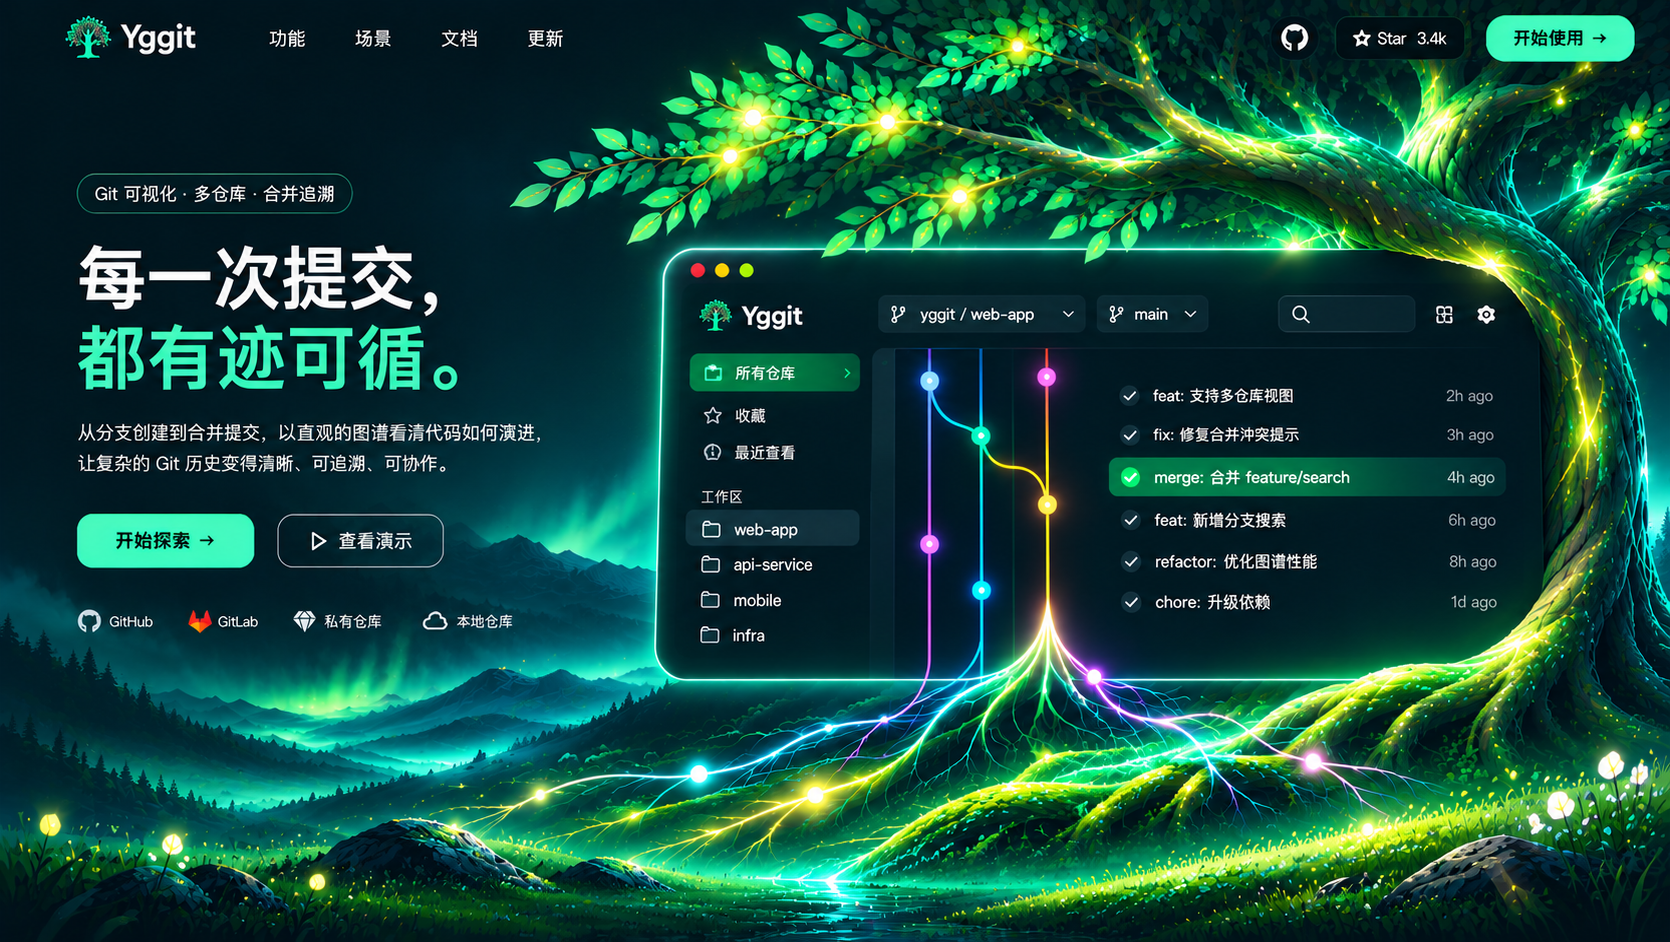 Yggit
功能 场景 文档 更新
Star 3.4k
开始使用 →
Git 可视化 · 多仓库 · 合并追溯
每一次提交，
都有迹可循。
从分支创建到合并提交，以直观的图谱看清代码如何演进，
让复杂的 Git 历史变得清晰、可追溯、可协作。
开始探索 →
查看演示
GitHub GitLab 私有仓库 本地仓库
Yggit
yggit / web-app
main
所有仓库
收藏
最近查看
工作区
web-app
api-service
mobile
infra
feat: 支持多仓库视图 2h ago
fix: 修复合并冲突提示 3h ago
merge: 合并 feature/search 4h ago
feat: 新增分支搜索 6h ago
refactor: 优化图谱性能 8h ago
chore: 升级依赖 1d ago